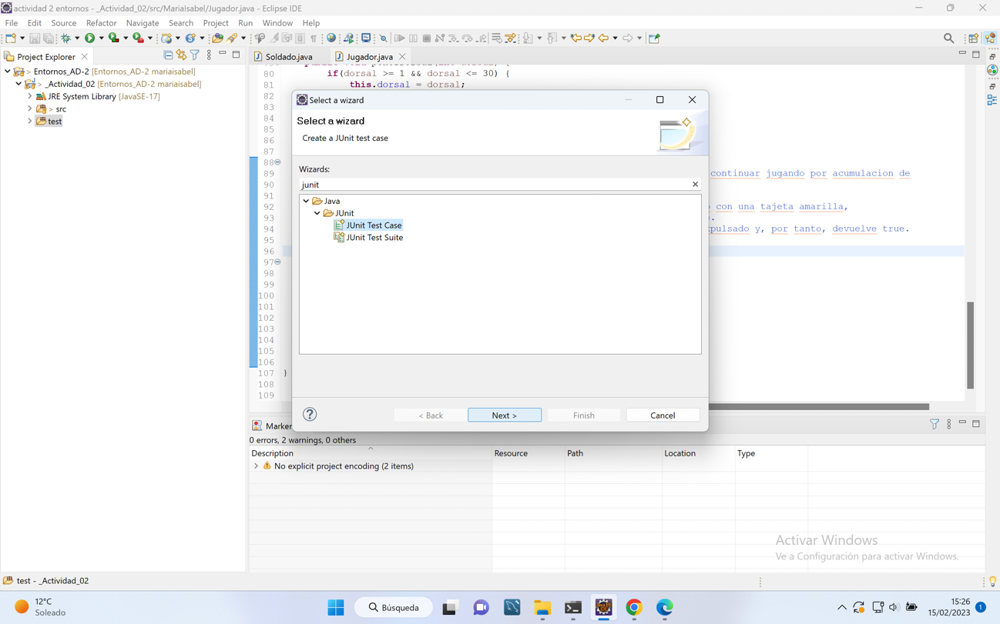 actividad 2 entornos - _Actividad_02/src/MariaIsabel/Jugador.java - Eclipse IDE
File Edit Source Refactor Navigate Search Project Run Window Help
Project Explorer
Soldado.java
Jugador.java
Entornos_AD-2 [Entornos_AD-2 mariaisabel]
> _Actividad_02 [Entornos_AD-2 mariaisabel]
JRE System Library [JavaSE-17]
> src
test
80 if(dorsal >= 1 && dorsal <= 30) {
81 this.dorsal = dorsal;
82
83
84
85
86
87
88
89 continuar jugando por acumulacion de
90
91
92 con una tajeta amarilla,
93
94 pulsado y, por tanto, devuelve true.
95
96
97
98
99
100
101
102
103
104
105
106
107 }
108
109
Select a wizard
Select a wizard
Create a JUnit test case
Wizards:
junit
Java
JUnit
JUnit Test Case
JUnit Test Suite
?
< Back
Next >
Finish
Cancel
0 errors, 2 warnings, 0 others
Description Resource Path Location Type
No explicit project encoding (2 items)
Activar Windows
Ve a Configuración para activar Windows.
test - _Actividad_02
12°C
Soleado
Búsqueda
15:26
15/02/2023
1